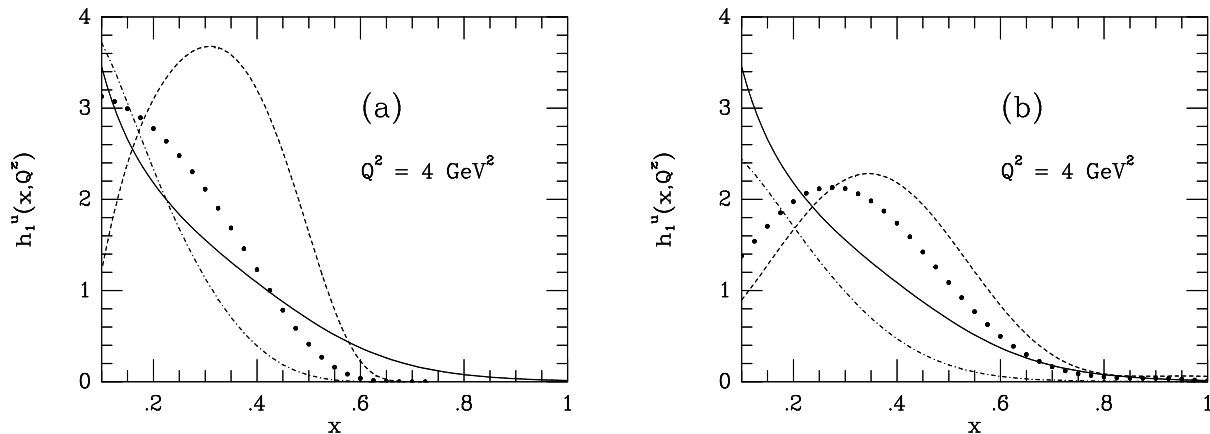 4
3
2
1
0
h₁ᵘ(x,Q²)
(a)
Q² = 4 GeV²
.2 .4 .6 .8 1
x
4
3
2
1
0
h₁ᵘ(x,Q²)
(b)
Q² = 4 GeV²
.2 .4 .6 .8 1
x